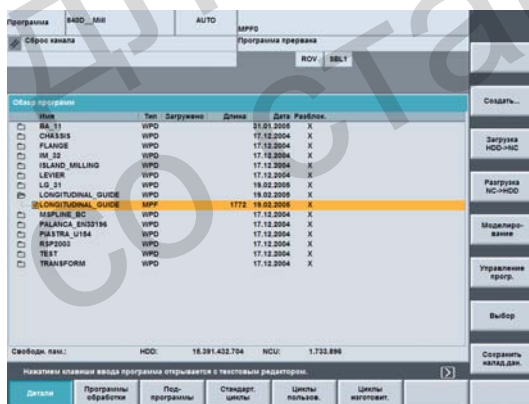 Программа 840D_Mill AUTO MPF0
Сброс канала Программа прервана
ROV SBL1
Обзор программ
Имя Тип Загружено Длина Дата Разблок.
BA_11 WPD 31.01.2005 X
CHASSIS WPD 17.12.2004 X
FLANGE WPD 17.12.2004 X
IM_32 WPD 17.12.2004 X
ISLAND_MILLING WPD 17.12.2004 X
LEVIER WPD 17.12.2004 X
LG_31 WPD 19.02.2005 X
LONGITUDINAL_GUIDE WPD 19.02.2005 X
LONGITUDINAL_GUIDE MPF 1772 19.02.2005 X
MSPLINE_BC WPD 17.12.2004 X
PALANCA_EN33196 WPD 17.12.2004 X
PIASTRA_U154 WPD 17.12.2004 X
RSP2003 WPD 17.12.2004 X
TEST WPD 17.12.2004 X
TRANSFORM WPD 17.12.2004 X
Свободн. пам.: HDD: 15.391.432.704 NCU: 1.733.896
Нажатием клавиши ввода программа открывается с текстовым редактором.
Создать...
Загрузка
HDD->NC
Разгрузка
NC->HDD
Моделиро-
вание
Управление
прогр.
Выбор
Сохранить
налад.дан.
Детали
Программы
обработки
Под-
программы
Стандарт.
циклы
Циклы
пользов.
Циклы
изготовит.